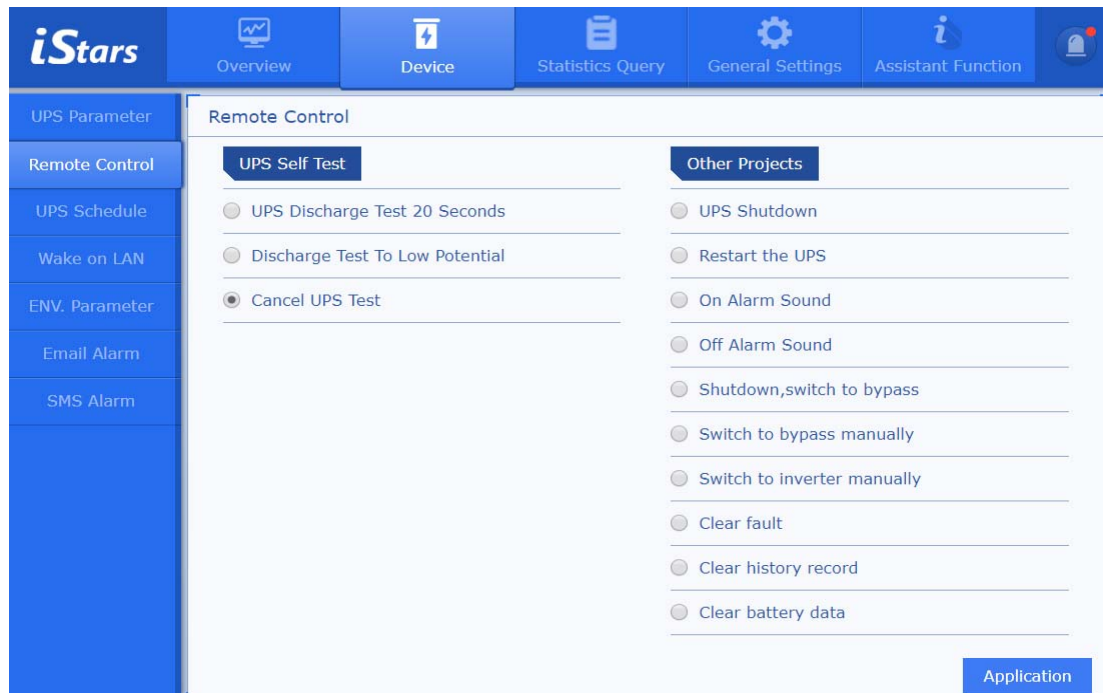 iStars
Overview
Device
Statistics Query
General Settings
Assistant Function
UPS Parameter
Remote Control
UPS Schedule
Wake on LAN
ENV. Parameter
Email Alarm
SMS Alarm
Remote Control
UPS Self Test
UPS Discharge Test 20 Seconds
Discharge Test To Low Potential
Cancel UPS Test
Other Projects
UPS Shutdown
Restart the UPS
On Alarm Sound
Off Alarm Sound
Shutdown,switch to bypass
Switch to bypass manually
Switch to inverter manually
Clear fault
Clear history record
Clear battery data
Application